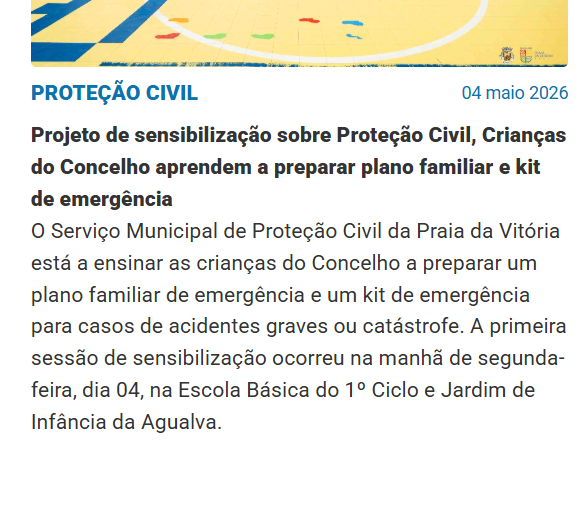 PROTEÇÃO CIVIL
04 maio 2026
Projeto de sensibilização sobre Proteção Civil, Crianças
do Concelho aprendem a preparar plano familiar e kit
de emergência
O Serviço Municipal de Proteção Civil da Praia da Vitória
está a ensinar as crianças do Concelho a preparar um
plano familiar de emergência e um kit de emergência
para casos de acidentes graves ou catástrofe. A primeira
sessão de sensibilização ocorreu na manhã de segunda-
feira, dia 04, na Escola Básica do 1º Ciclo e Jardim de
Infância da Agualva.